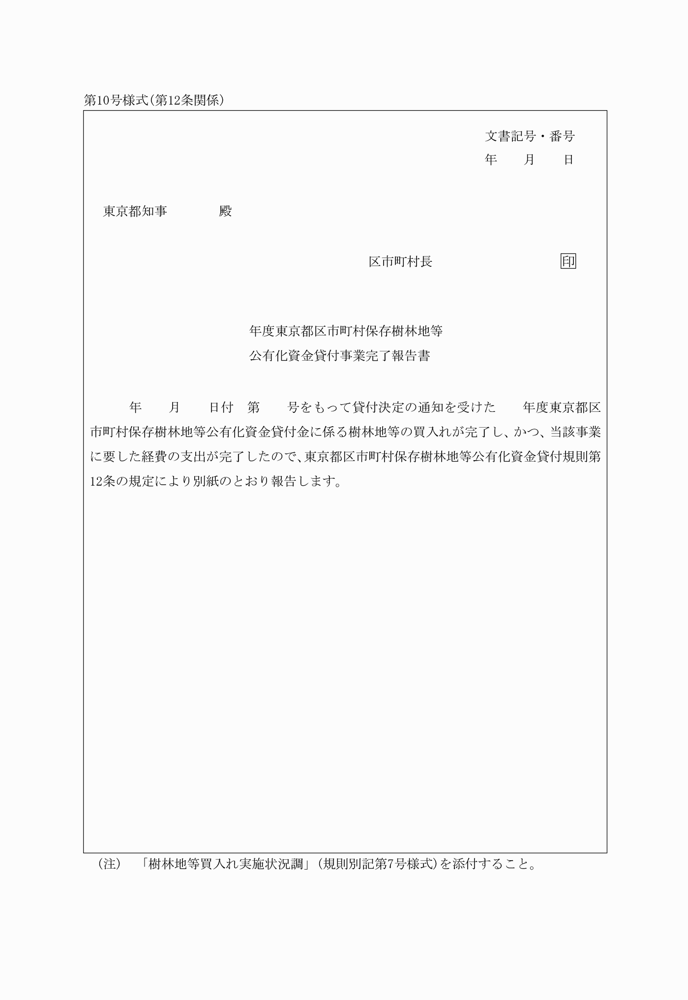 第10号様式(第12条関係)
文書記号・番号
年　　月　　日
東京都知事　　　　殿
区市町村長　　　　　　　　　　印
年度東京都区市町村保存樹林地等
公有化資金貸付事業完了報告書
年　　月　　日付　第　　号をもって貸付決定の通知を受けた　　年度東京都区
市町村保存樹林地等公有化資金貸付金に係る樹林地等の買入れが完了し、かつ、当該事業
に要した経費の支出が完了したので、東京都区市町村保存樹林地等公有化資金貸付規則第
12条の規定により別紙のとおり報告します。
(注)　「樹林地等買入れ実施状況調」(規則別記第7号様式)を添付すること。